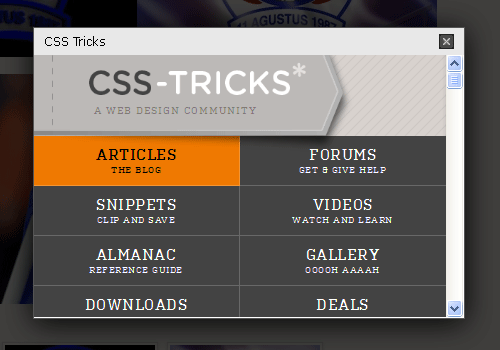 AGUSTUS 1982
CSS Tricks
CSS-TRICKS*
A WEB DESIGN COMMUNITY
ARTICLES
THE BLOG
FORUMS
GET & GIVE HELP
SNIPPETS
CLIP AND SAVE
VIDEOS
WATCH AND LEARN
ALMANAC
REFERENCE GUIDE
GALLERY
OOOOH AAAAH
DOWNLOADS
DEALS